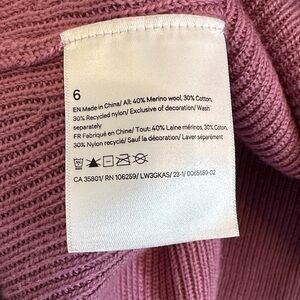 6
EN Made in China/ All: 40% Merino wool, 30% Cotton,
30% Recycled nylon/ Exclusive of decoration/ Wash
separately
FR Fabriqué en Chine/ Tout: 40% Laine mérinos, 30% Coton,
30% Nylon recyclé/ Sauf la décoration/ Laver séparément
CA 35801/ RN 106259/ LW3GKAS/ 23-1/ 0065659-02